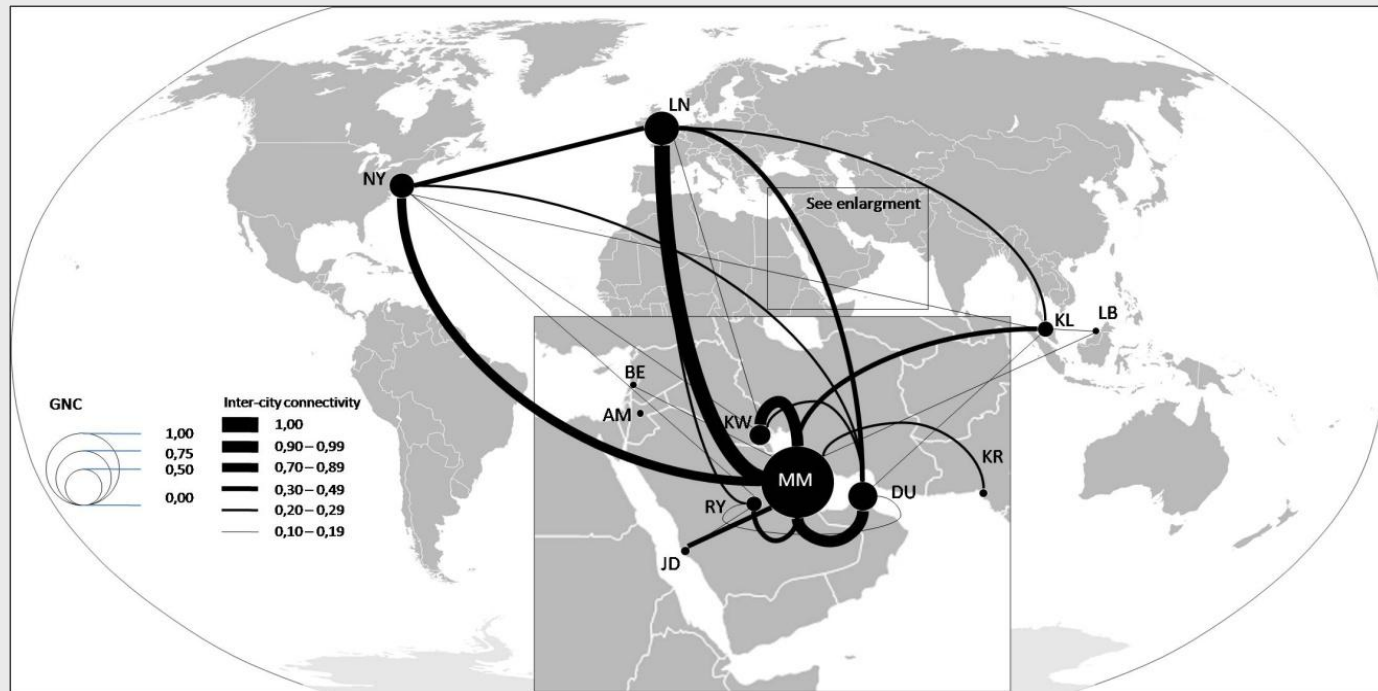 LN
NY
See enlargment
KL
LB
BE
AM
KW
MM
KR
RY
DU
JD
GNC
1,00
0,75
0,50
0,00
Inter-city connectivity
1,00
0,90 – 0,99
0,70 – 0,89
0,30 – 0,49
0,20 – 0,29
0,10 – 0,19